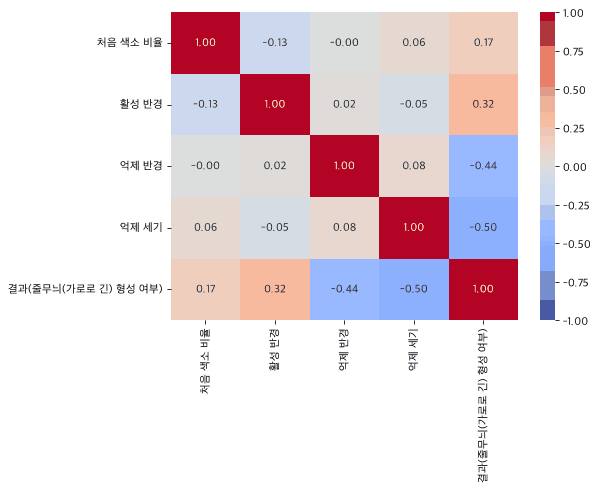 처음 색소 비율 1.00 -0.13 -0.00 0.06 0.17
활성 반경 -0.13 1.00 0.02 -0.05 0.32
억제 반경 -0.00 0.02 1.00 0.08 -0.44
억제 세기 0.06 -0.05 0.08 1.00 -0.50
결과(줄무늬(가로로 긴) 형성 여부) 0.17 0.32 -0.44 -0.50 1.00
처음 색소 비율
활성 반경
억제 반경
억제 세기
결과(줄무늬(가로로 긴) 형성 여부)
1.00
0.75
0.50
0.25
0.00
-0.25
-0.50
-0.75
-1.00